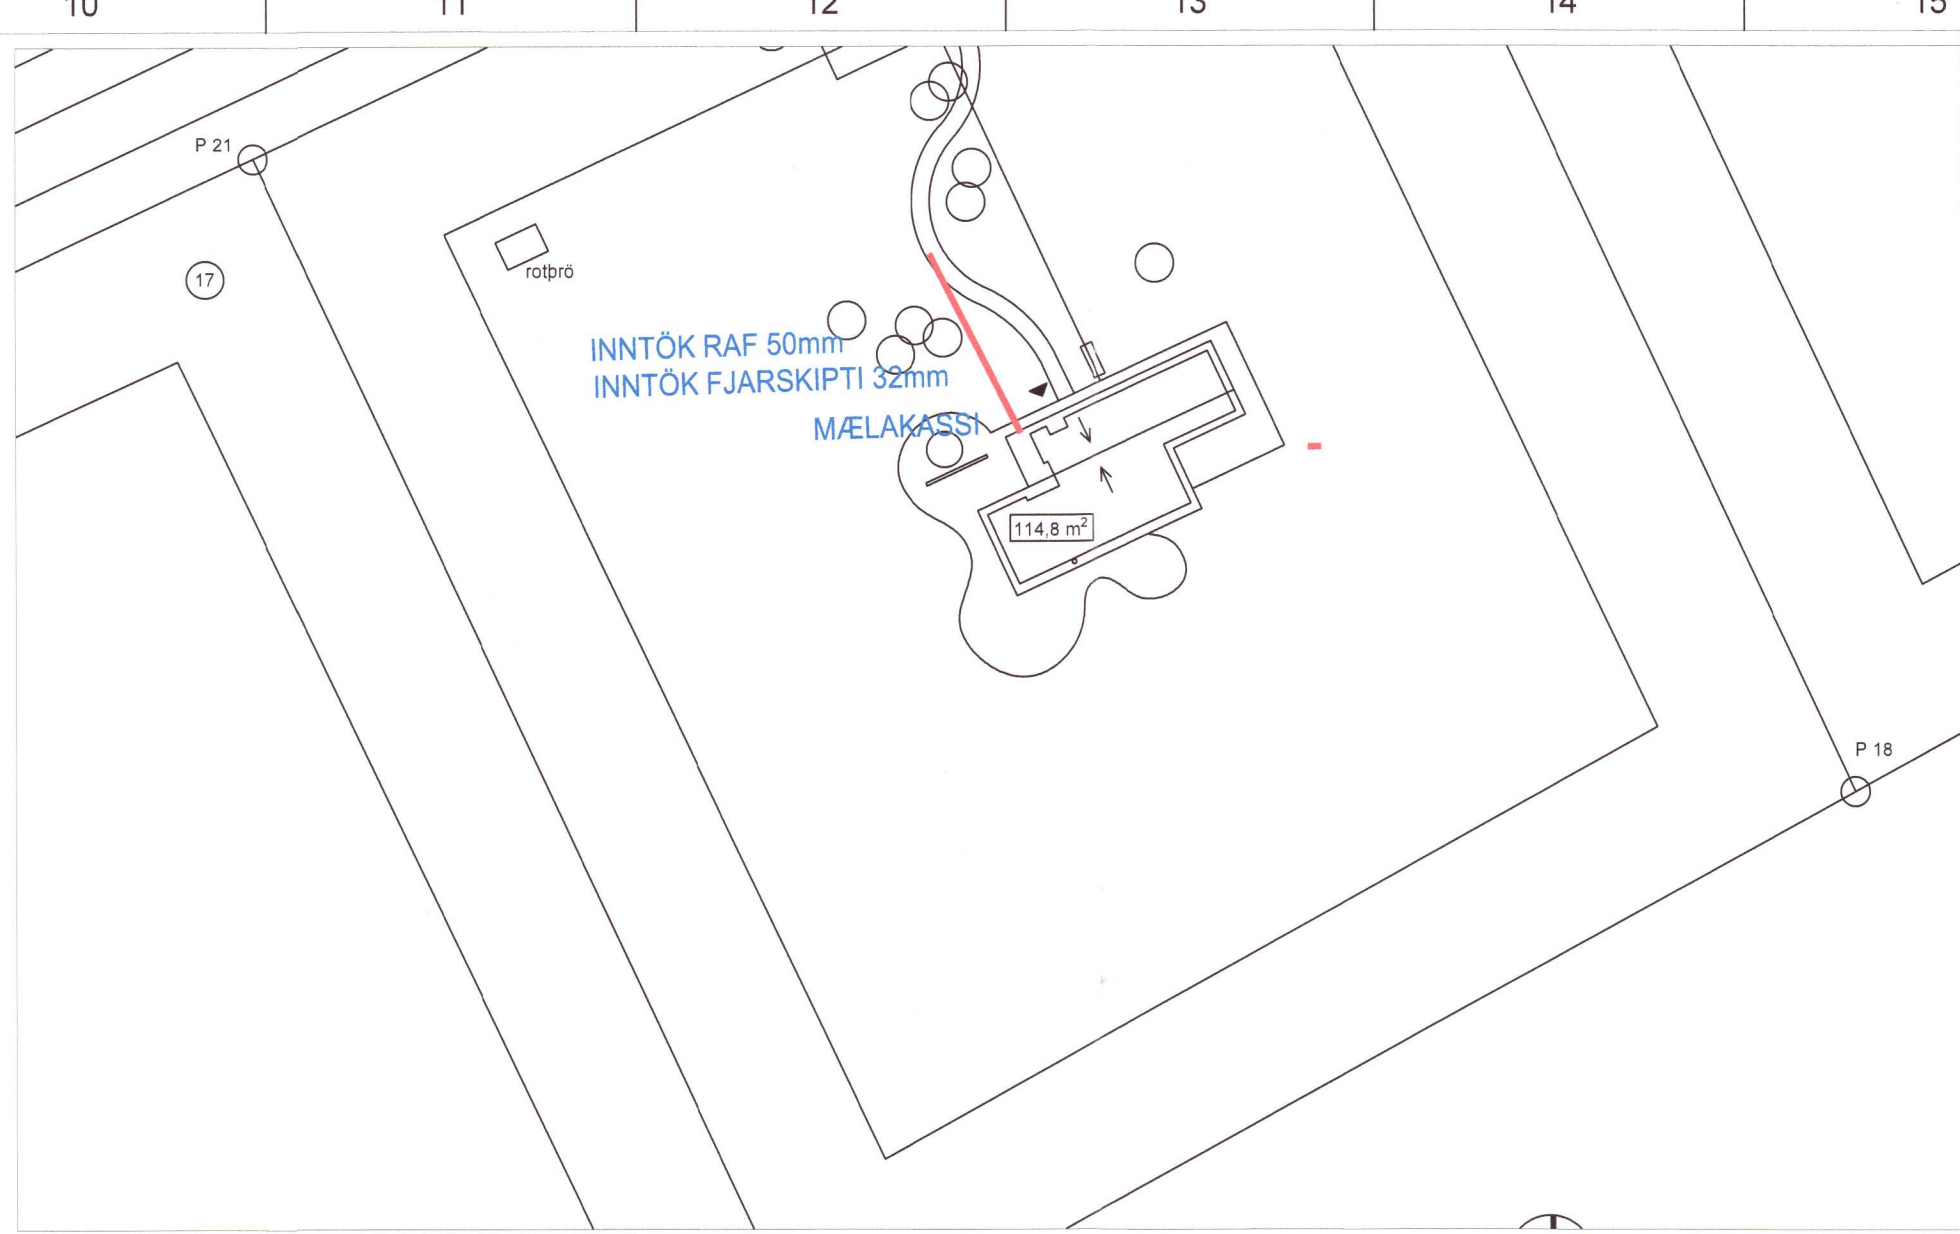 10 11 12 13 14 15
P 21
17
rotþrö
INNTÖK RAF 50mm
INNTÖK FJARSKIPTI 32mm
MÆLAKASSI
114,8 m²
P 18